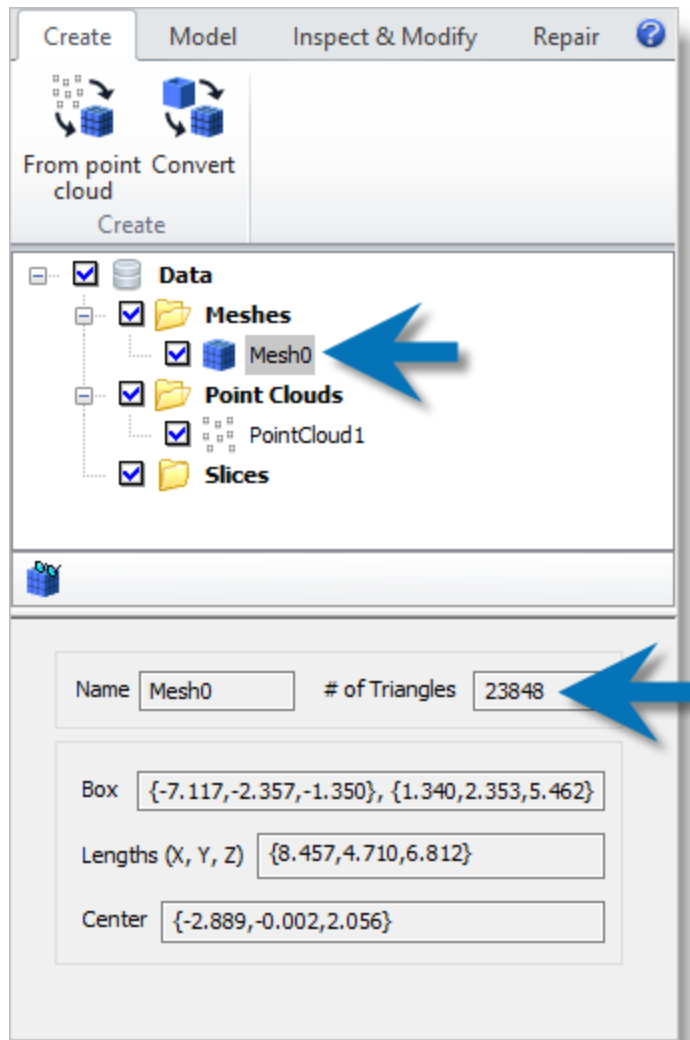 Create Model Inspect & Modify Repair ?
From point cloud Convert
Create
Data
Meshes
Mesh0
Point Clouds
PointCloud1
Slices
Name Mesh0 # of Triangles 23848
Box {-7.117,-2.357,-1.350}, {1.340,2.353,5.462}
Lengths (X, Y, Z) {8.457,4.710,6.812}
Center {-2.889,-0.002,2.056}